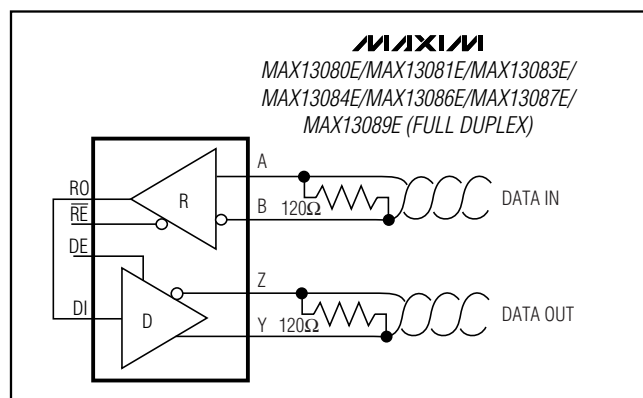 MAXIM
MAX13080E/MAX13081E/MAX13083E/
MAX13084E/MAX13086E/MAX13087E/
MAX13089E (FULL DUPLEX)
A
RO
R
DATA IN
R̅E̅
B
120Ω
DE
Z
DI
D
DATA OUT
Y
120Ω